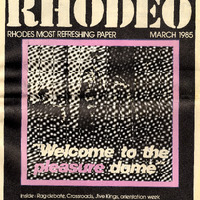 RHODEO
RHODES MOST REFRESHING PAPER MARCH 1985
"Welcome to the
pleasure dome"
Inside - Rag debate, Crossroads, Jive Kings, orientation week